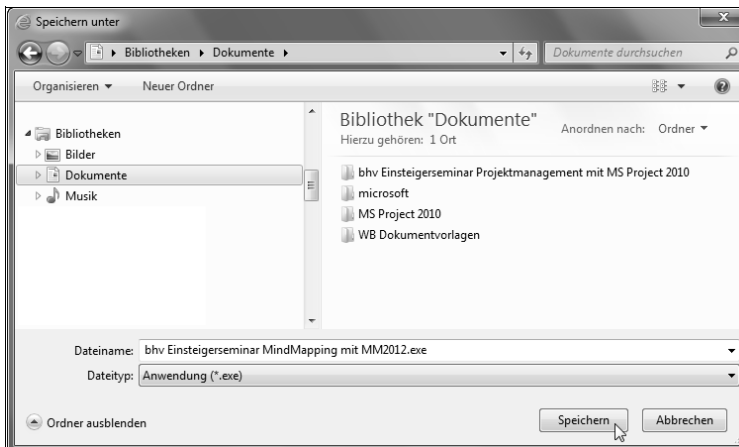 Speichern unter
Bibliotheken Dokumente Dokumente durchsuchen
Organisieren Neuer Ordner
Bibliotheken
Bilder
Dokumente
Musik
Bibliothek "Dokumente"
Hierzu gehören: 1 Ort
Anordnen nach: Ordner
bhv Einsteigerseminar Projektmanagement mit MS Project 2010
microsoft
MS Project 2010
WB Dokumentvorlagen
Dateiname: bhv Einsteigerseminar MindMapping mit MM2012.exe
Dateityp: Anwendung (*.exe)
Ordner ausblenden Speichern Abbrechen